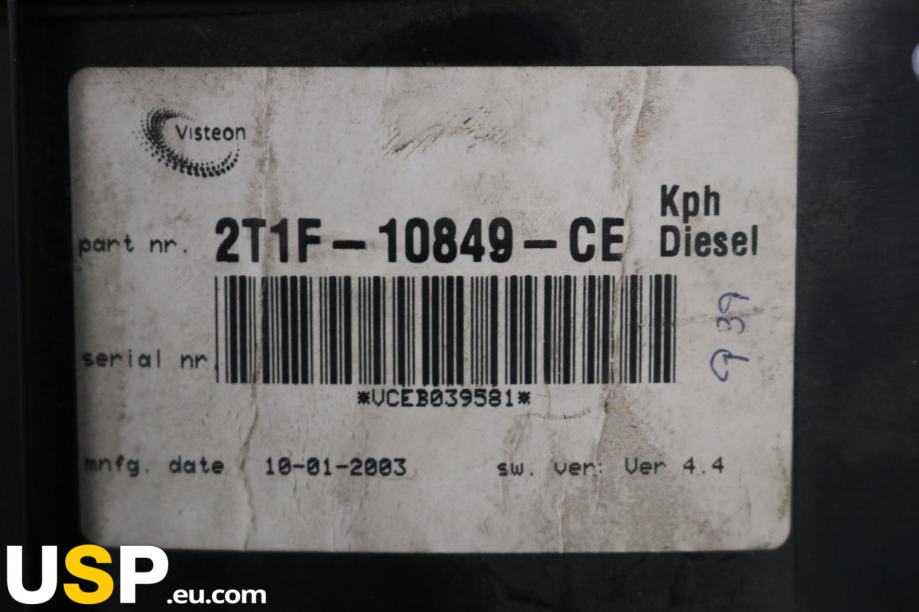 Visteon
Kph
part nr. 2T1F-10849-CE Diesel
939
serial nr.
*VCEB039581*
mnfg. date 10-01-2003 sw. ver: Ver 4.4
USP.eu.com